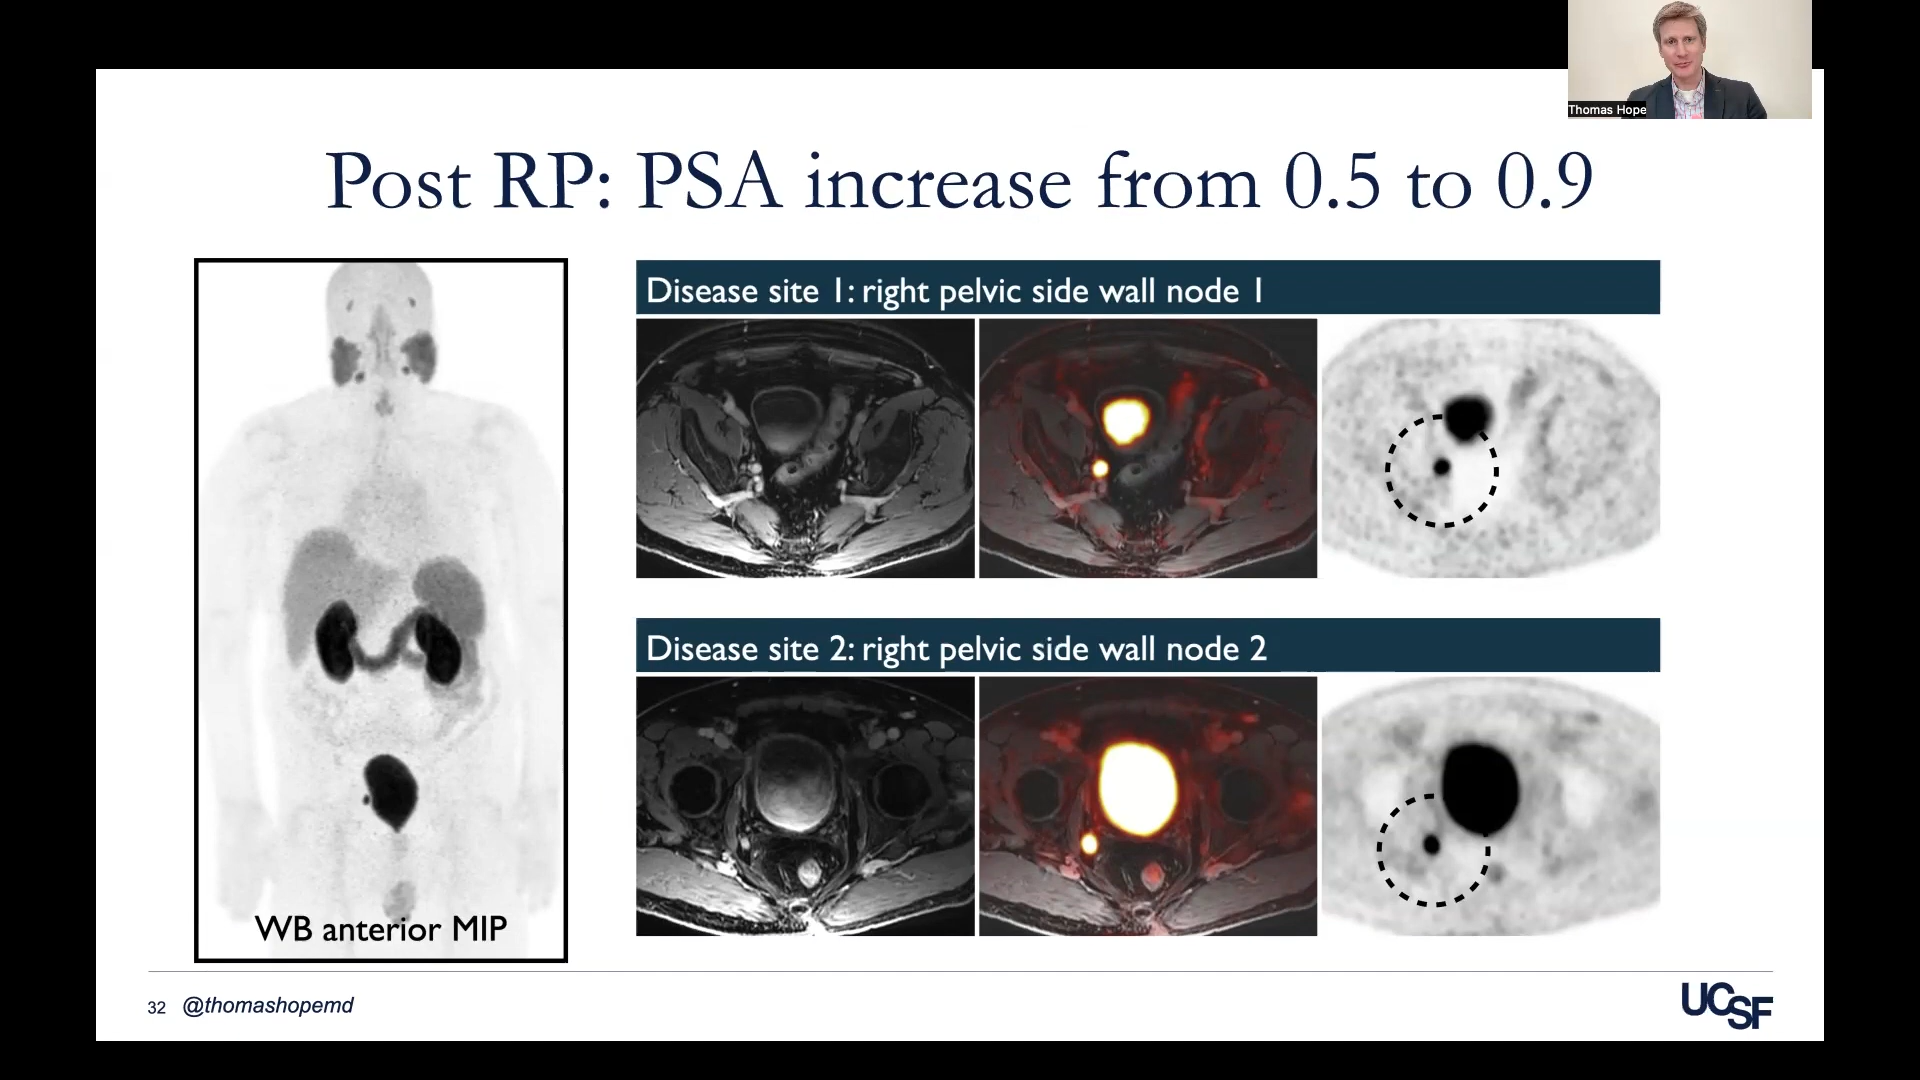 Thomas Hope
Post RP: PSA increase from 0.5 to 0.9
Disease site 1: right pelvic side wall node 1
Disease site 2: right pelvic side wall node 2
WB anterior MIP
32 @thomashopemd
UCSF